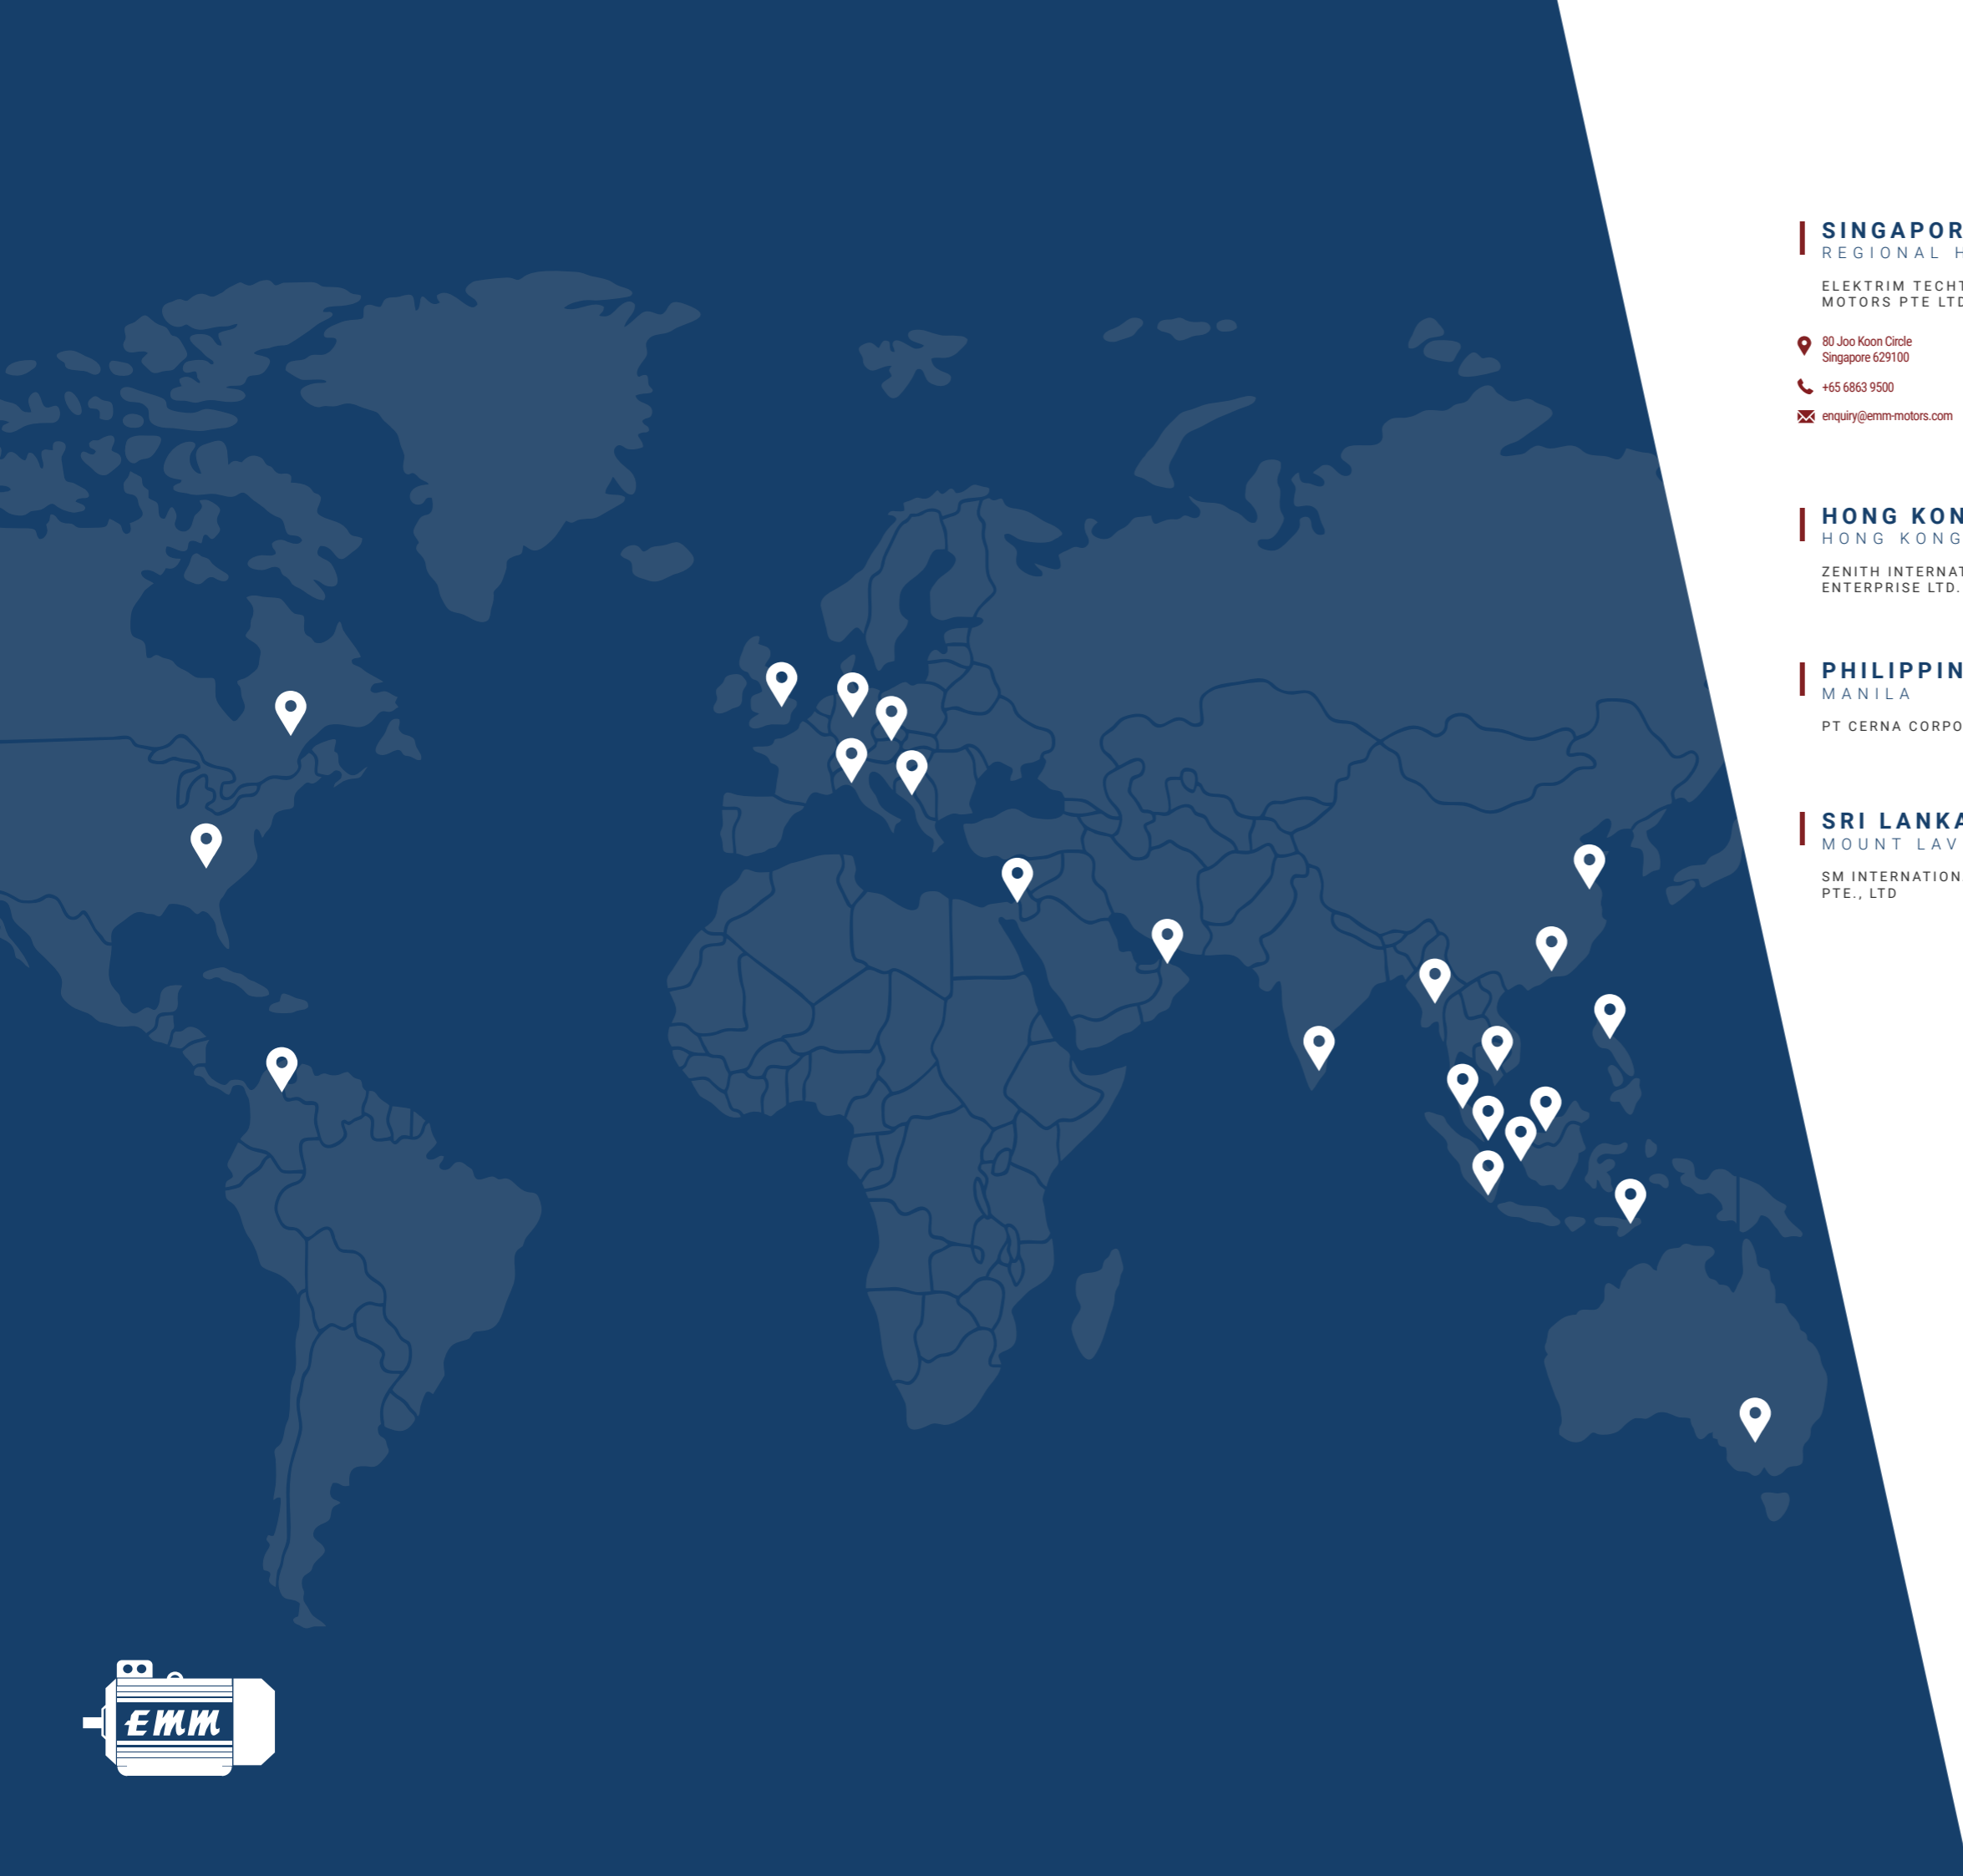 SINGAPOR
REGIONAL H
ELEKTRIM TECHT
MOTORS PTE LTD
80 Joo Koon Circle
Singapore 629100
+65 6863 9500
enquiry@emm-motors.com
HONG KON
HONG KONG
ZENITH INTERNAT
ENTERPRISE LTD.
PHILIPPIN
MANILA
PT CERNA CORPO
SRI LANKA
MOUNT LAV
SM INTERNATION
PTE., LTD
EMM